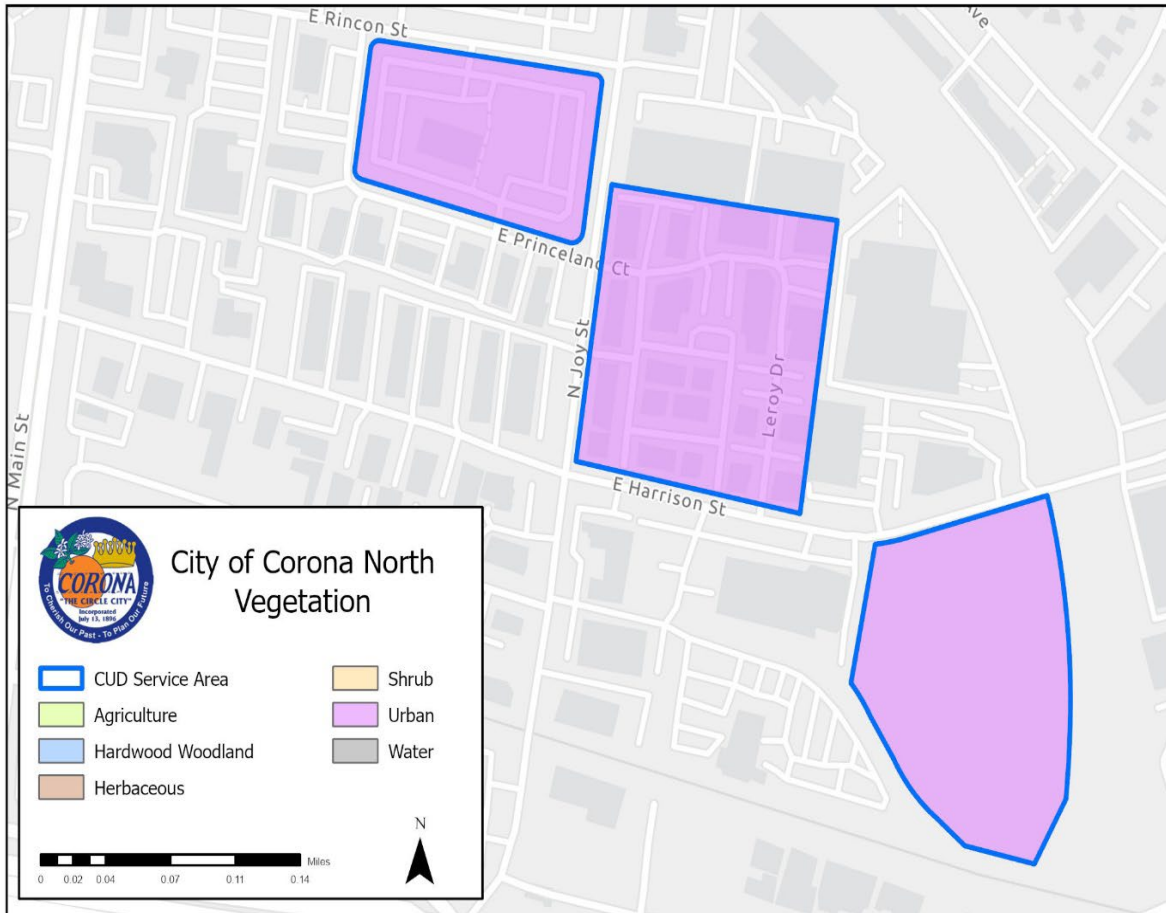 E Rincon St
Ave
E Princeland Ct
N Joy St
Leroy Dr
N Main St
E Harrison St
CORONA
"THE CIRCLE CITY"
Incorporated
July 13, 1896
To Cherish Our Past - To Plan Our Future
City of Corona North
Vegetation
CUD Service Area
Agriculture
Hardwood Woodland
Herbaceous
Shrub
Urban
Water
N
Miles
0 0.02 0.04 0.07 0.11 0.14